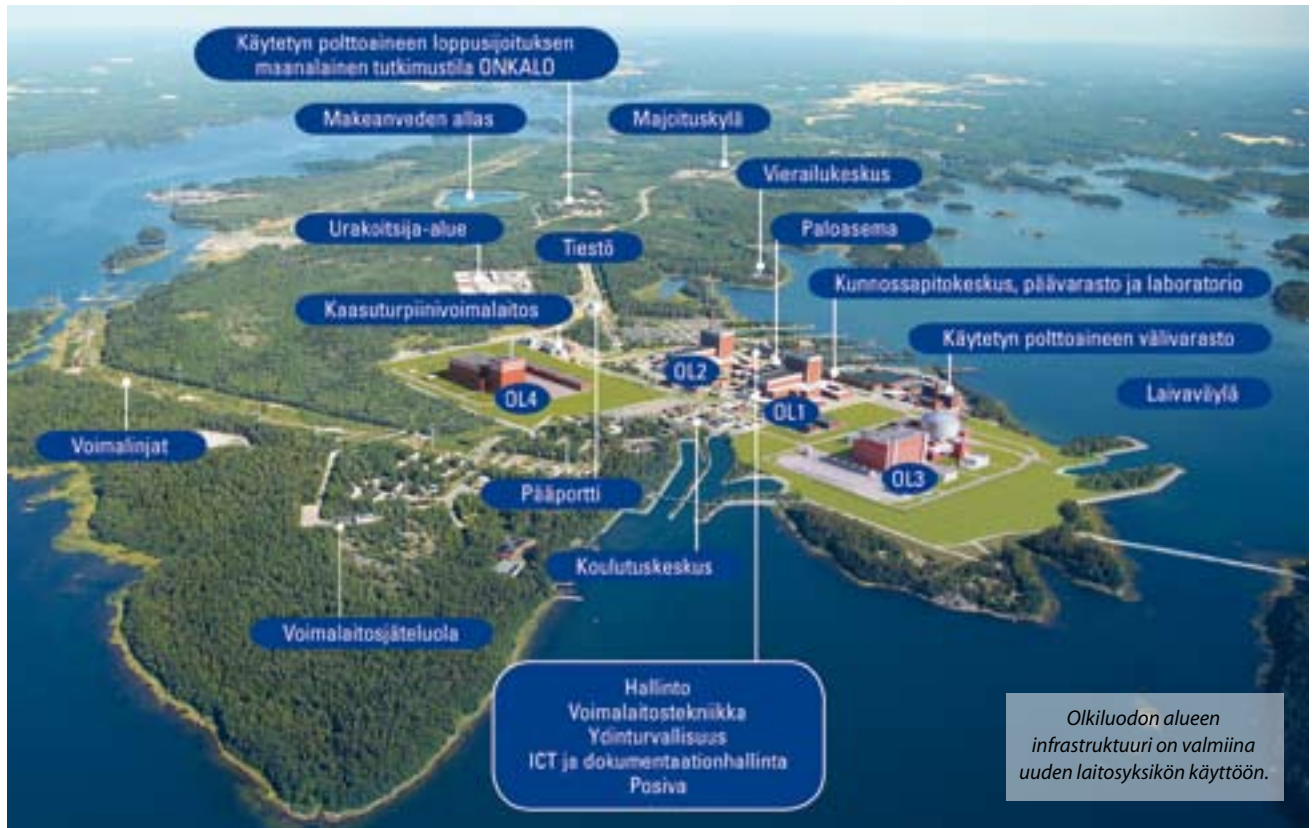 Käytetyn polttoaineen loppusijoituksen
maanalainen tutkimustila ONKALO
Makeanveden allas
Majoituskylä
Vierailukeskus
Urakoitsija-alue
Tiestö
Paloasema
Kaasuturpiinivoimalaitos
Kunnossapitokeskus, päävarasto ja laboratorio
Käytetyn polttoaineen välivarasto
OL2
OL4
OL1
Laivaväylä
Voimalinjat
OL3
Pääportti
Koulutuskeskus
Voimalaitosjäteluola
Hallinto
Voimalaitostekniikka
Ydinturvallisuus
ICT ja dokumentaationhallinta
Posiva
Olkiluodon alueen
infrastruktuuri on valmiina
uuden laitosyksikön käyttöön.